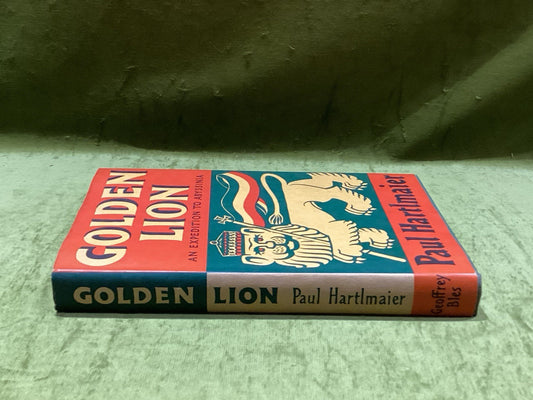 GOLDEN
LION
AN EXPEDITION TO ABYSSINIA
Paul Hartlmaier
GOLDEN LION Paul Hartlmaier Geoffrey
Bles